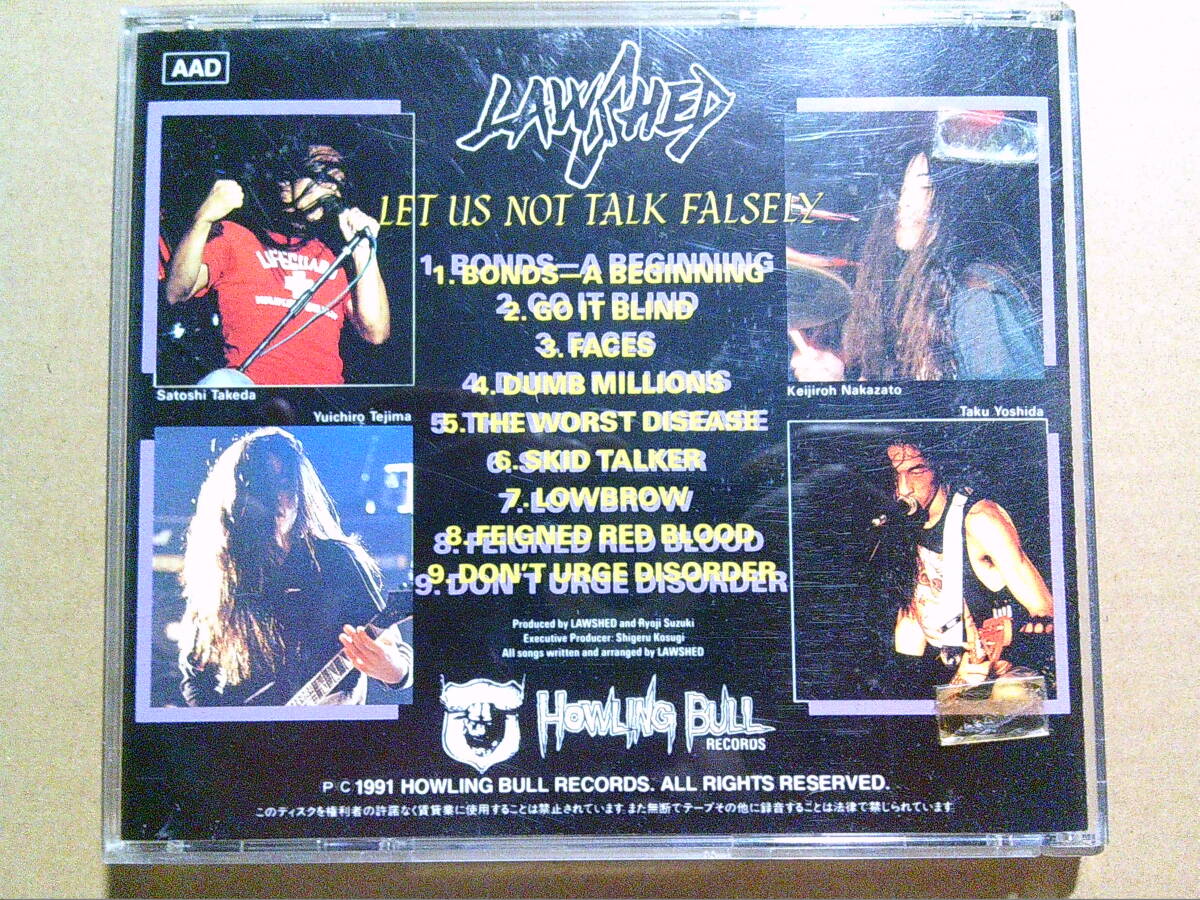 AAD
LAWSHED
LET US NOT TALK FALSELY
LIFEGUARD
1. BONDS—A BEGINNING
2. GO IT BLIND
3. FACES
4. DUMB MILLIONS
5. THE WORST DISEASE
6. SKID TALKER
7. LOWBROW
8. FEIGNED RED BLOOD
9. DON'T URGE DISORDER
Satoshi Takeda
Keijiroh Nakazato
Yuichiro Tejima
Taku Yoshida
Produced by LAWSHED and Ryoji Suzuki
Executive Producer: Shigeru Kosugi
All songs written and arranged by LAWSHED
HOWLING BULL
RECORDS
P C 1991 HOWLING BULL RECORDS. ALL RIGHTS RESERVED.
このディスクを権利者の許諾なく賃貸業に使用することは禁止されています.また無断でテープその他に録音することは法律で禁じられています